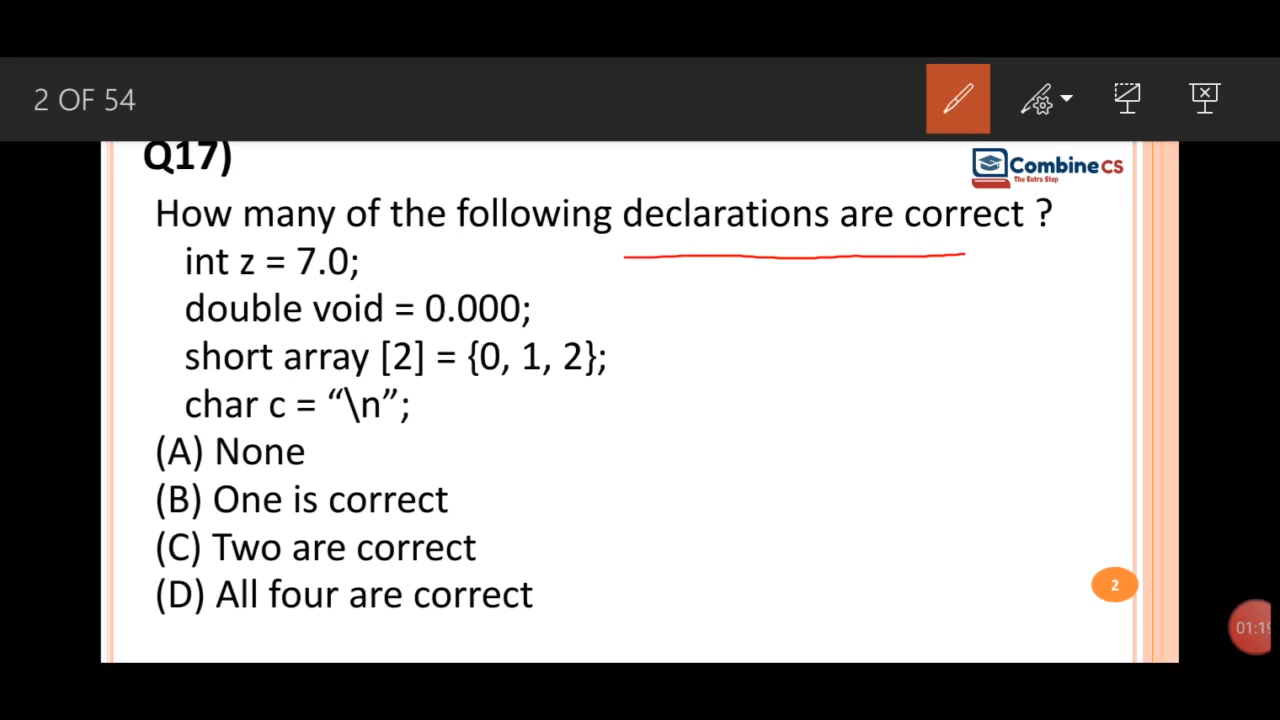 2 OF 54
Q17)
CombineCS
The Extra Step
How many of the following declarations are correct ?
int z = 7.0;
double void = 0.000;
short array [2] = {0, 1, 2};
char c = “\n”;
(A) None
(B) One is correct
(C) Two are correct
(D) All four are correct
2
01:19